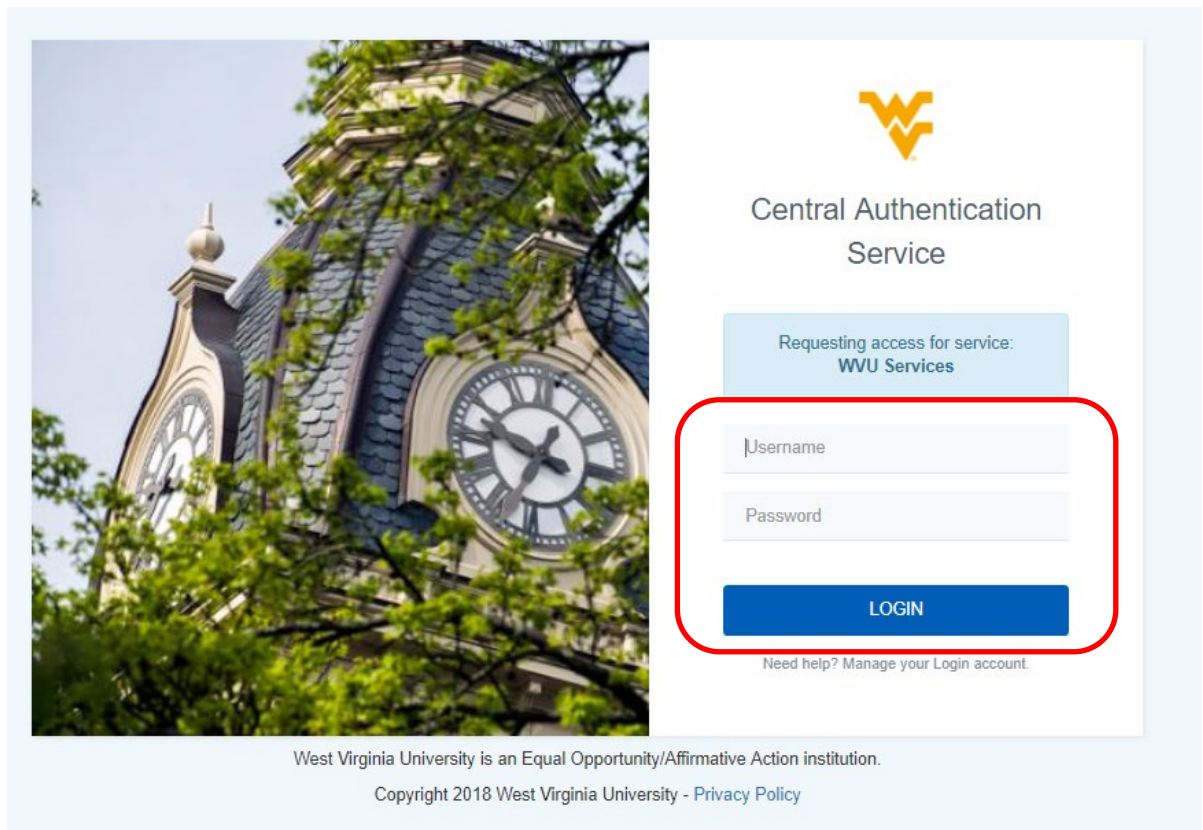 Central Authentication
Service
Requesting access for service:
WVU Services
Username
Password
LOGIN
Need help? Manage your Login account.
West Virginia University is an Equal Opportunity/Affirmative Action institution.
Copyright 2018 West Virginia University - Privacy Policy